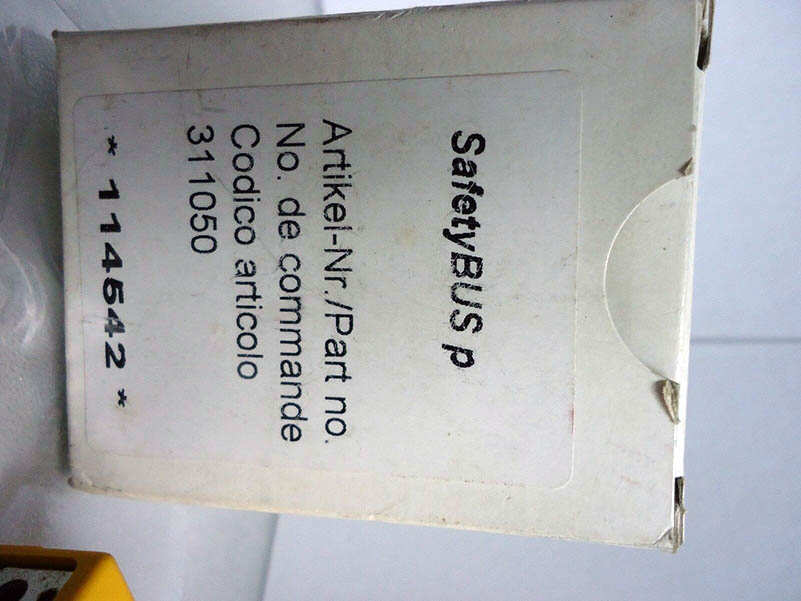 SafetyBUS p
Artikel-Nr./Part no.
No. de commande
Codico articolo
311050
* 114542 *